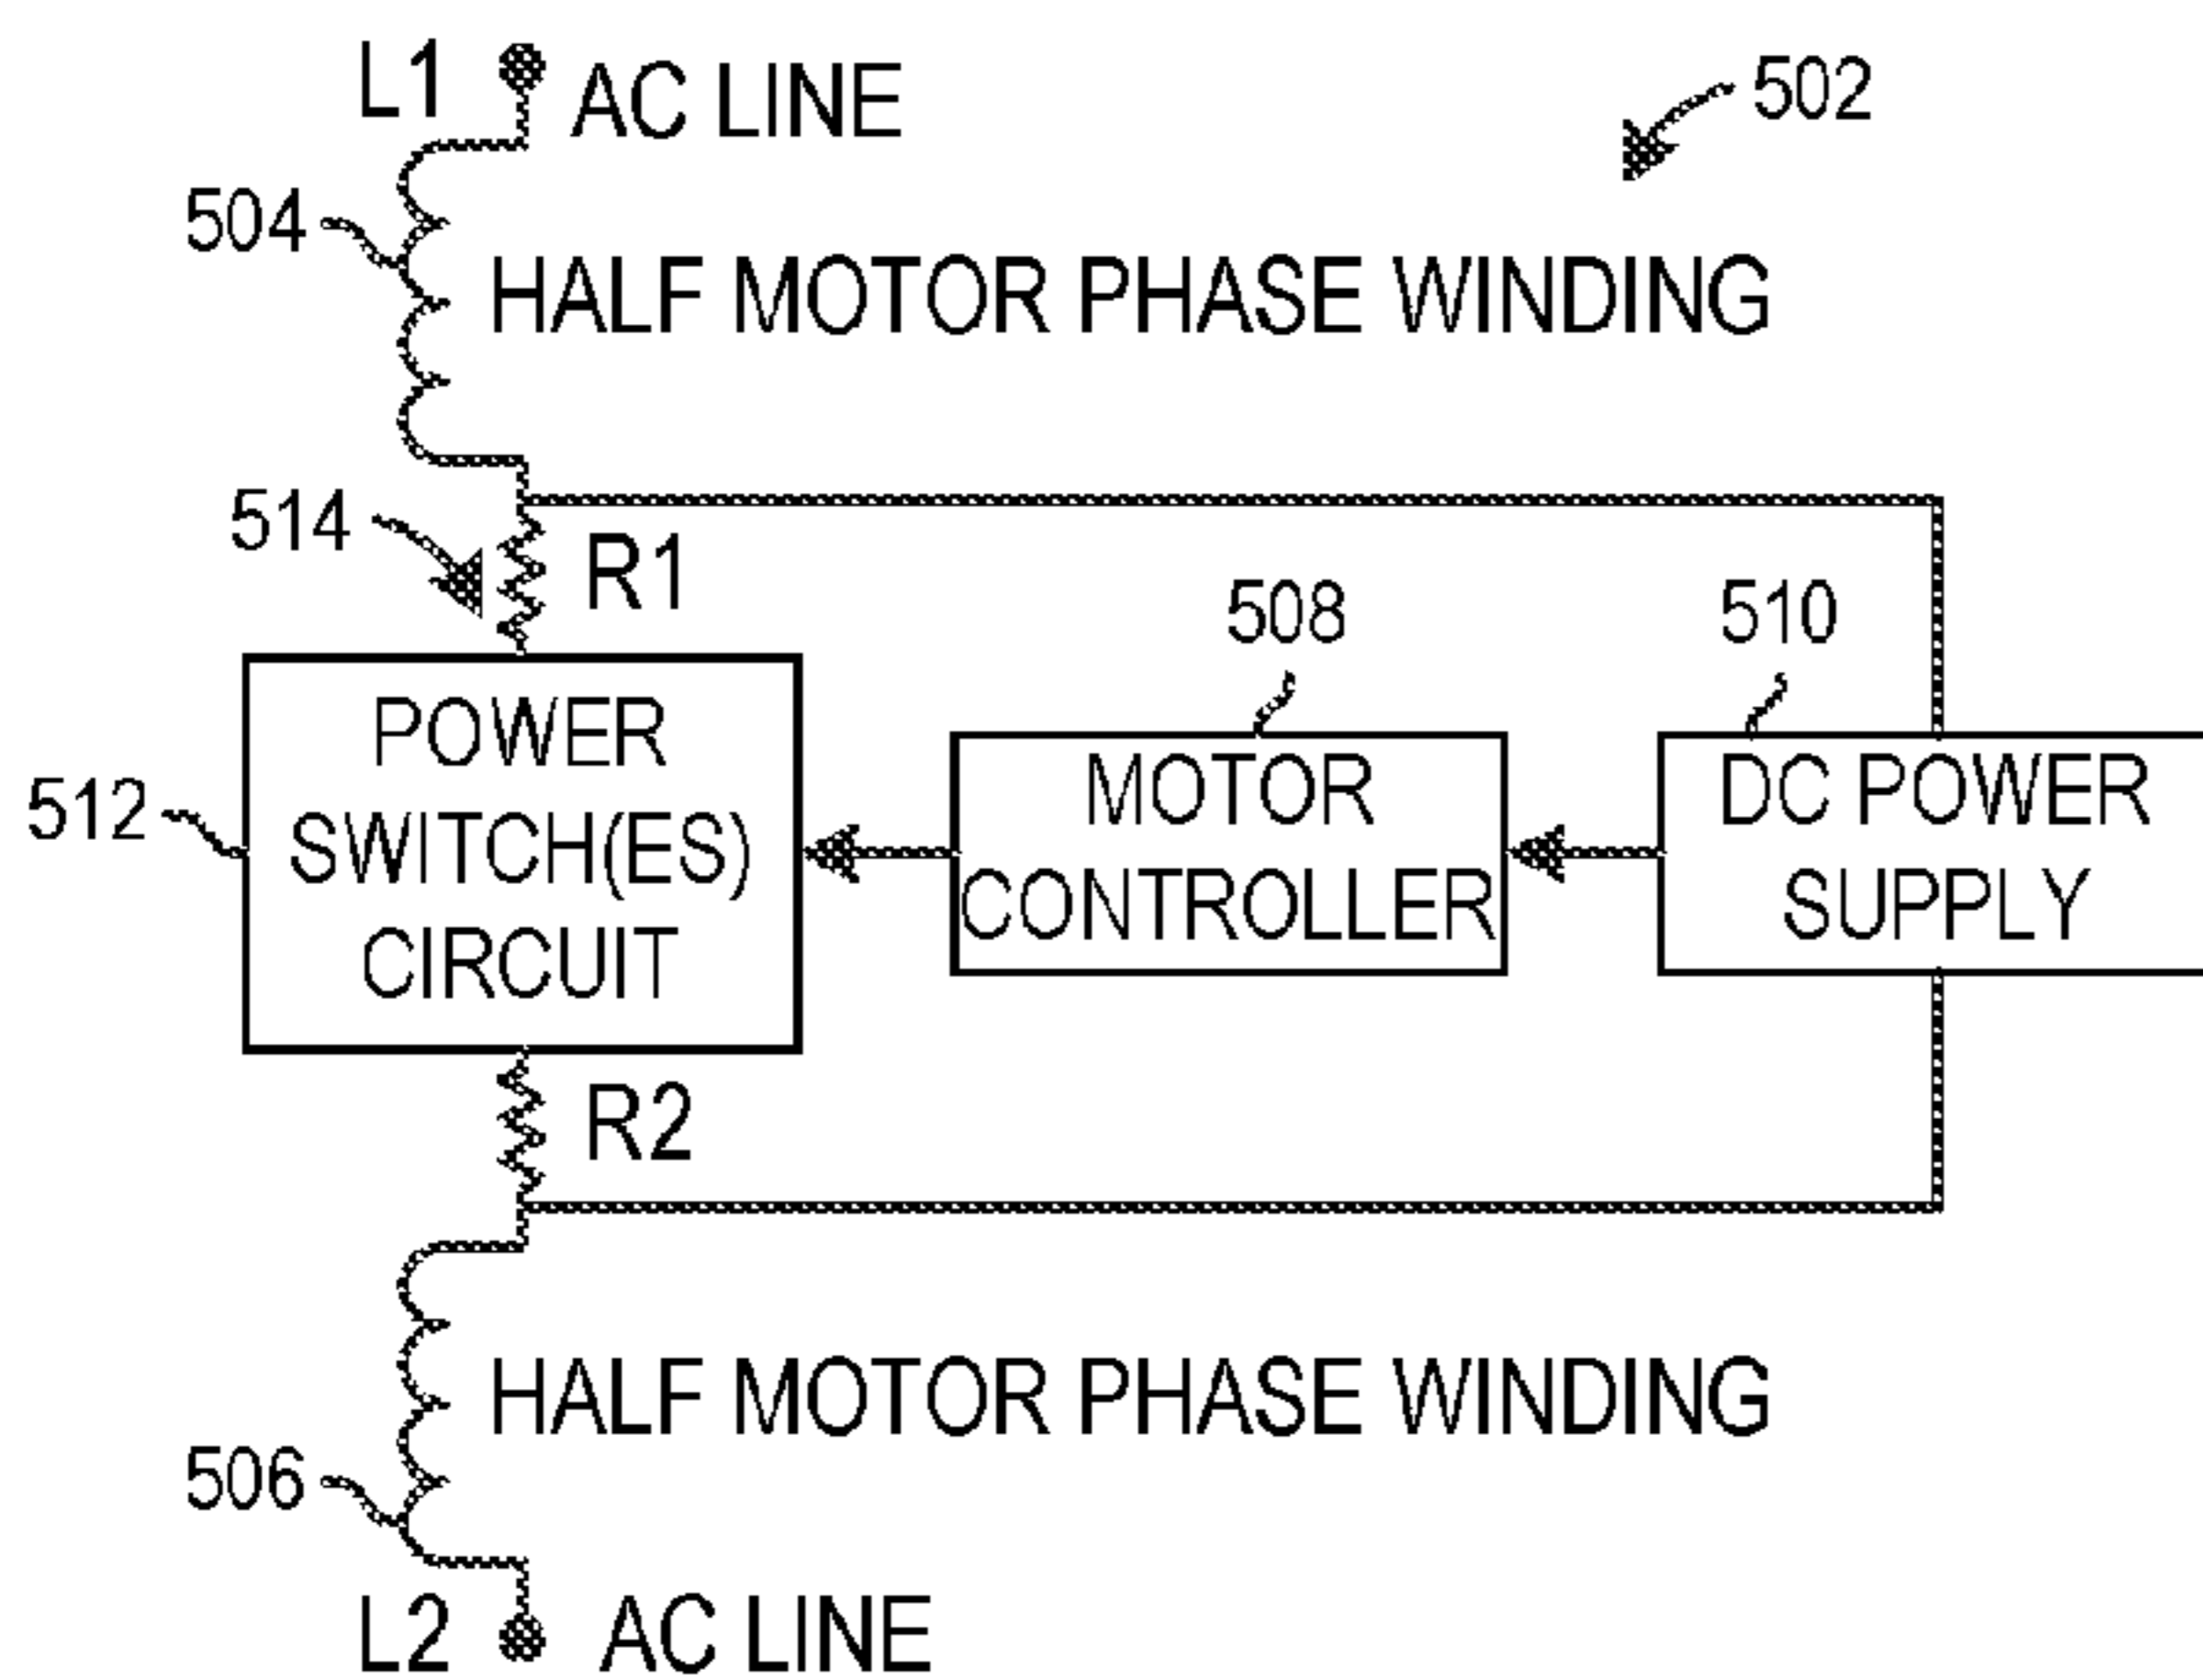 L1 AC LINE
502
504
HALF MOTOR PHASE WINDING
514
R1
508
510
POWER
SWITCH(ES)
CIRCUIT
512
MOTOR
CONTROLLER
DC POWER
SUPPLY
R2
HALF MOTOR PHASE WINDING
506
L2 AC LINE